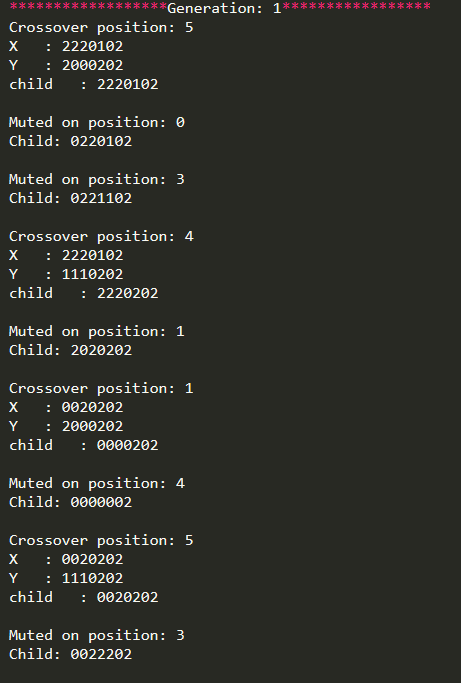 ******************Generation: 1*****************
Crossover position: 5
X   : 2220102
Y   : 2000202
child   : 2220102
Muted on position: 0
Child: 0220102
Muted on position: 3
Child: 0221102
Crossover position: 4
X   : 2220102
Y   : 1110202
child   : 2220202
Muted on position: 1
Child: 2020202
Crossover position: 1
X   : 0020202
Y   : 2000202
child   : 0000202
Muted on position: 4
Child: 0000002
Crossover position: 5
X   : 0020202
Y   : 1110202
child   : 0020202
Muted on position: 3
Child: 0022202